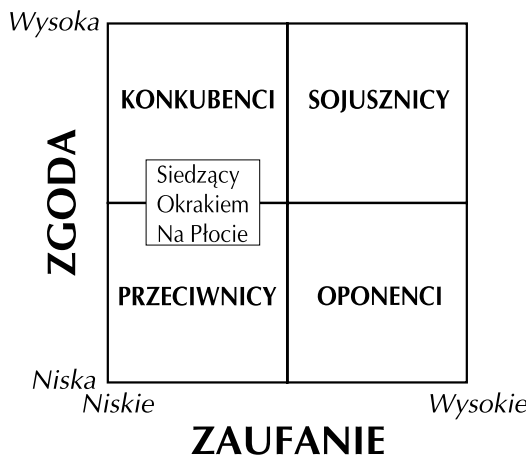 Wysoka
KONKUBENCI
SOJUSZNICY
ZGODA
Siedzący
Okrakiem
Na Płocie
PRZECIWNICY
OPONENCI
Niska
Niskie
Wysokie
ZAUFANIE